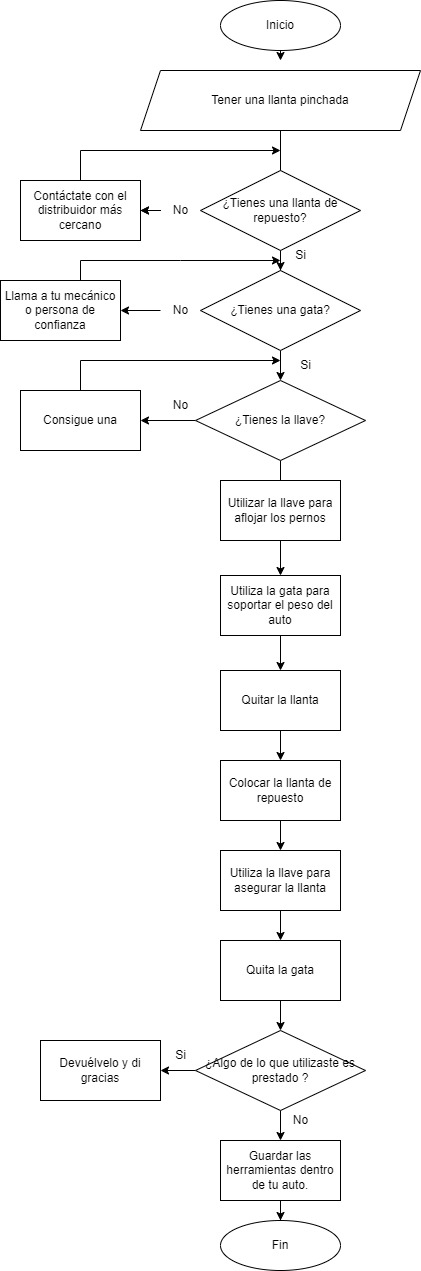 Inicio
Tener una llanta pinchada
¿Tienes una llanta de
repuesto?
No
Contáctate con el
distribuidor más
cercano
Si
¿Tienes una gata?
No
Llama a tu mecánico
o persona de
confianza
Si
¿Tienes la llave?
No
Consigue una
Utilizar la llave para
aflojar los pernos
Utiliza la gata para
soportar el peso del
auto
Quitar la llanta
Colocar la llanta de
repuesto
Utiliza la llave para
asegurar la llanta
Quita la gata
¿Algo de lo que utilizaste es
prestado ?
Si
Devuélvelo y di
gracias
No
Guardar las
herramientas dentro
de tu auto.
Fin